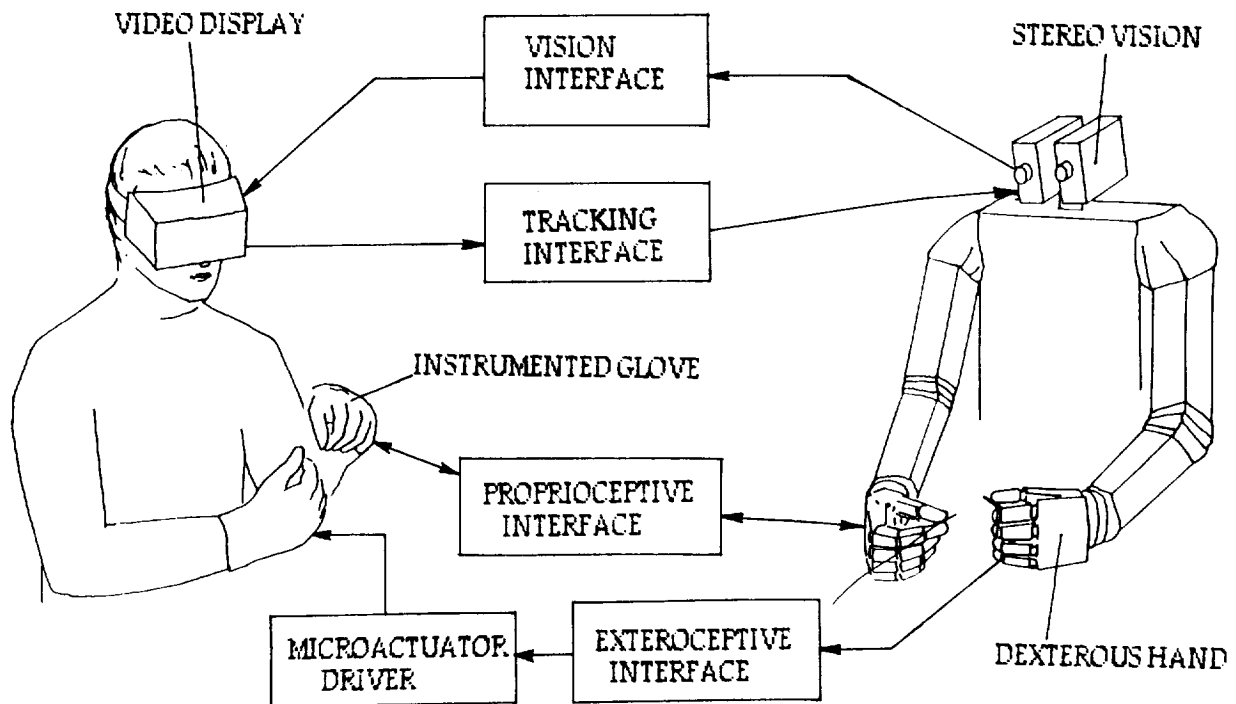 VIDEO DISPLAY
VISION
INTERFACE
STEREO VISION
TRACKING
INTERFACE
INSTRUMENTED GLOVE
PROPRIOCEPTIVE
INTERFACE
MICROACTUATOR
DRIVER
EXTEROCEPTIVE
INTERFACE
DEXTEROUS HAND